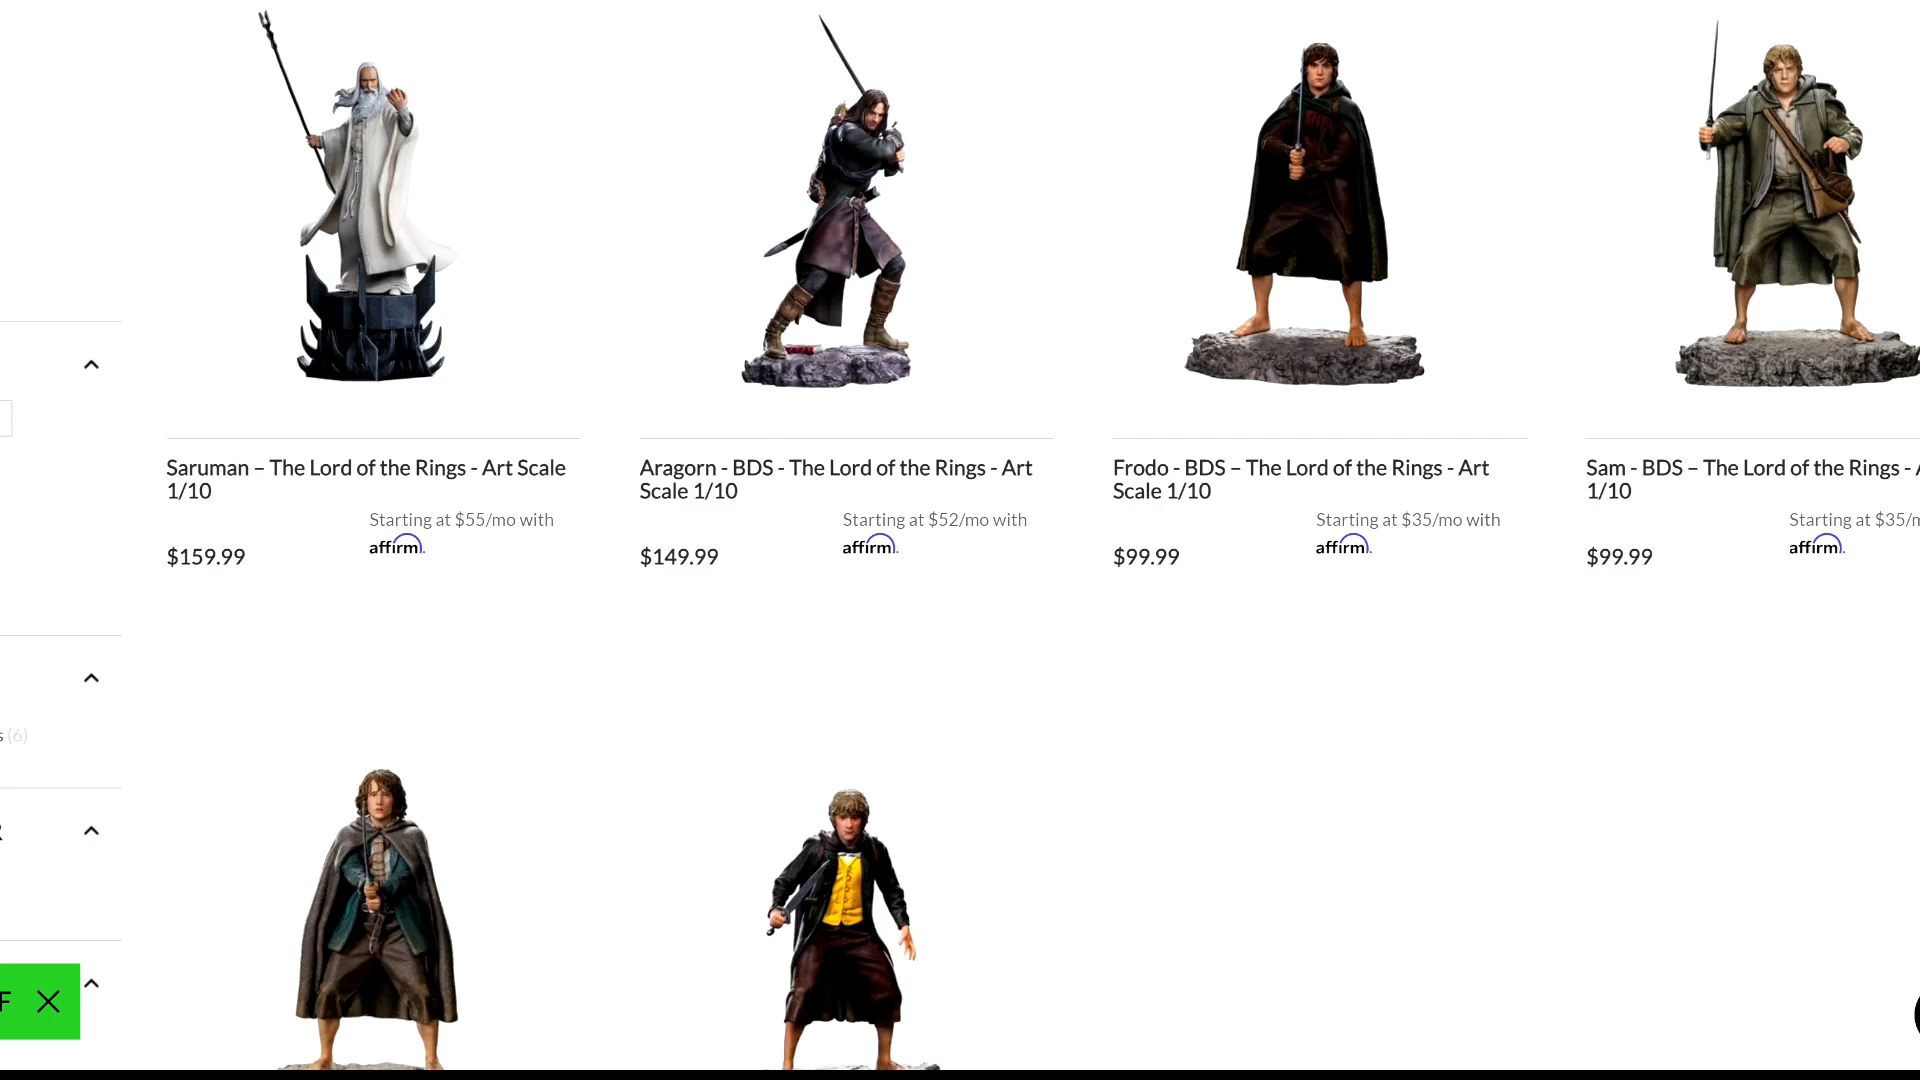 Saruman – The Lord of the Rings - Art Scale
1/10
Starting at $55/mo with
affirm
$159.99
Aragorn - BDS - The Lord of the Rings - Art
Scale 1/10
Starting at $52/mo with
affirm
$149.99
Frodo - BDS – The Lord of the Rings - Art
Scale 1/10
Starting at $35/mo with
affirm
$99.99
Sam - BDS – The Lord of the Rings -
1/10
Starting at $35/m
affirm
$99.99
s (6)
R
F